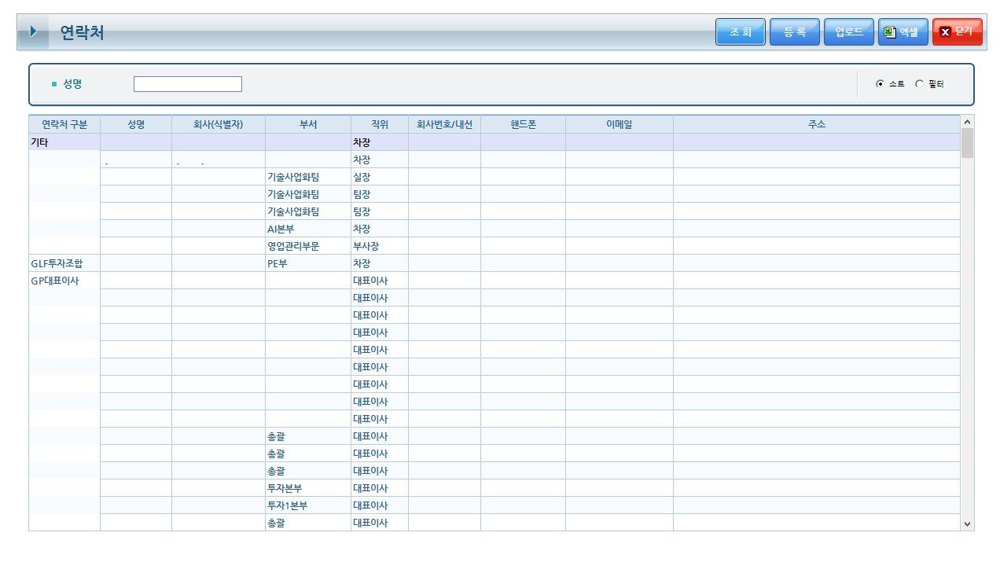 연락처
조 회 등 록 업로드 엑셀 닫기
성명 소트 필터
연락처 구분 성명 회사(식별자) 부서 직위 회사번호/내선 핸드폰 이메일 주소
기타 차장
차장
기술사업화팀 실장
기술사업화팀 팀장
기술사업화팀 팀장
AI본부 차장
영업관리부문 부사장
GLF투자조합 PE부 차장
GP대표이사 대표이사
대표이사
대표이사
대표이사
대표이사
대표이사
대표이사
대표이사
대표이사
총괄 대표이사
총괄 대표이사
총괄 대표이사
투자본부 대표이사
투자1본부 대표이사
총괄 대표이사